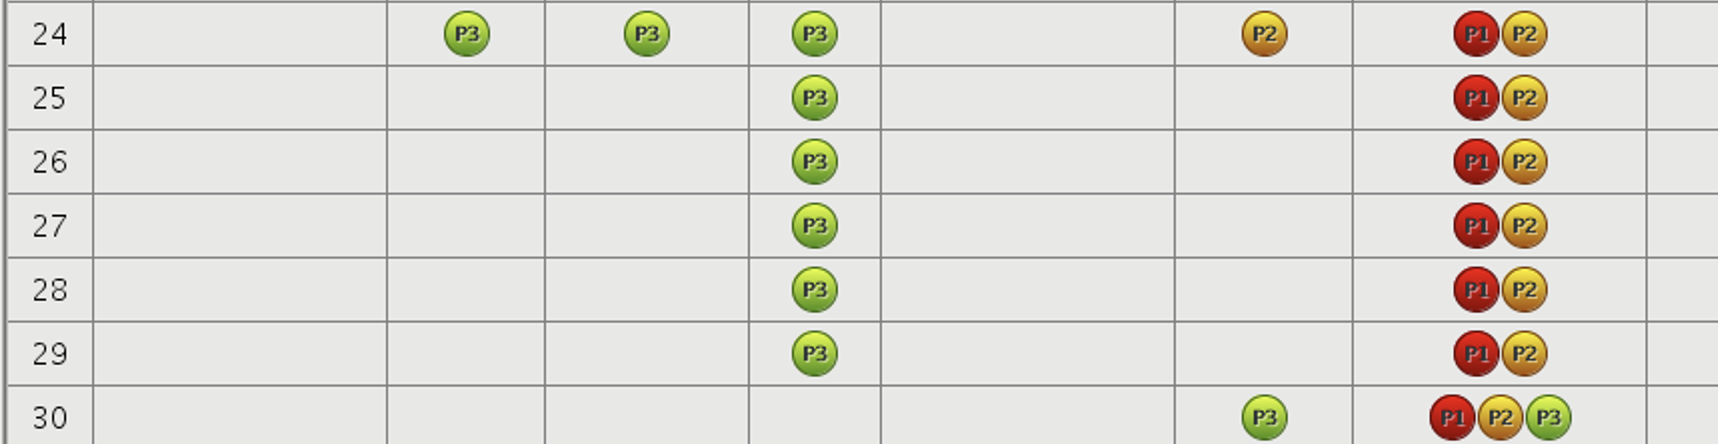 24 P3 P3 P3 P2 P1 P2
25 P3 P1 P2
26 P3 P1 P2
27 P3 P1 P2
28 P3 P1 P2
29 P3 P1 P2
30 P3 P1 P2 P3